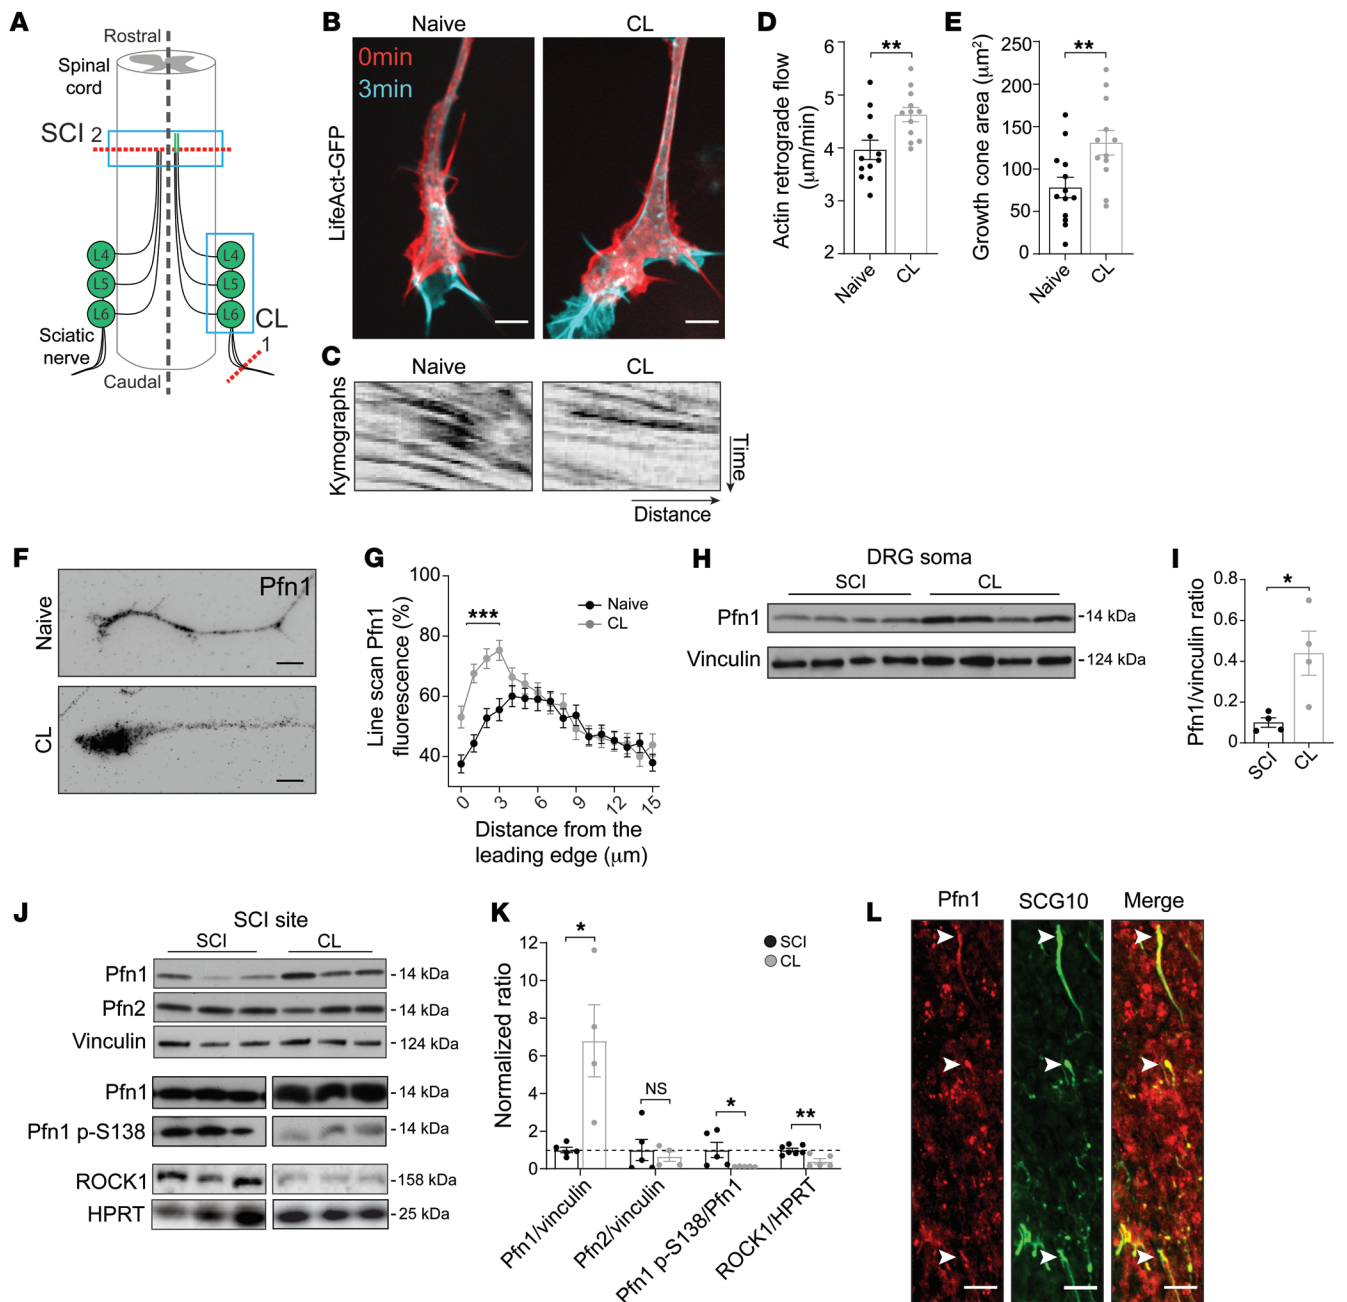 A
Rostral
Spinal
cord
SCI 2
L4
L5
L6
L4
L5
L6
CL
1
Sciatic
nerve
Caudal
B
Naive
CL
0min
3min
LifeAct-GFP
C
Naive
CL
Kymographs
Time
Distance
D
Actin retrograde flow
(μm/min)
6
5
4
3
2
**
Naive
CL
E
Growth cone area (μm²)
250
200
150
100
50
0
**
Naive
CL
F
Pfn1
Naive
CL
G
Line scan Pfn1
fluorescence (%)
100
80
60
40
***
Naive
CL
0
3
6
9
12
15
Distance from the
leading edge (μm)
H
DRG soma
SCI
CL
Pfn1
-14 kDa
Vinculin
-124 kDa
I
Pfn1/vinculin ratio
0.8
0.6
0.4
0.2
0
*
SCI
CL
J
SCI site
SCI
CL
Pfn1
-14 kDa
Pfn2
-14 kDa
Vinculin
-124 kDa
Pfn1
-14 kDa
Pfn1 p-S138
-14 kDa
ROCK1
-158 kDa
HPRT
-25 kDa
K
Normalized ratio
12
10
8
6
4
2
0
SCI
CL
*
NS
*
**
Pfn1/vinculin
Pfn2/vinculin
Pfn1 p-S138/Pfn1
ROCK1/HPRT
L
Pfn1
SCG10
Merge